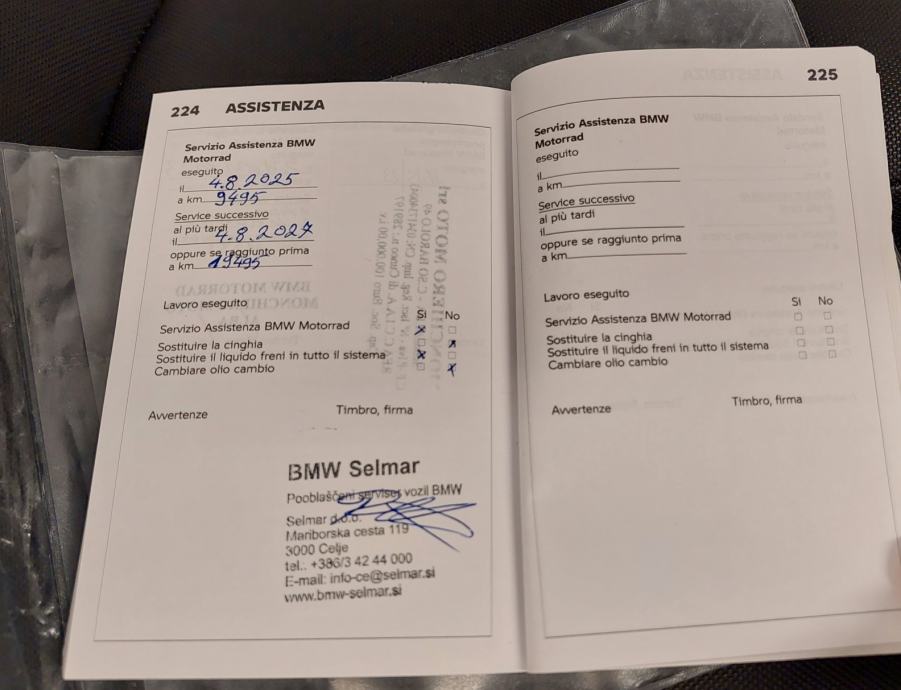 224 ASSISTENZA
Servizio Assistenza BMW
Motorrad
eseguito
il 4.8.2025
a km 9495
Service successivo
al più tardi
il 4.8.2027
oppure se raggiunto prima
a km 19495
Lavoro eseguito
Si No
Servizio Assistenza BMW Motorrad
Sostituire la cinghia
Sostituire il liquido freni in tutto il sistema
Cambiare olio cambio
Avvertenze Timbro, firma
BMW Selmar
Pooblaščeni serviser vozil BMW
Selmar d.o.o.
Mariborska cesta 119
3000 Celje
tel.: +386/3 42 44 000
E-mail: info-ce@selmar.si
www.bmw-selmar.si
225
Servizio Assistenza BMW
Motorrad
eseguito
il
a km
Service successivo
al più tardi
il
oppure se raggiunto prima
a km
Lavoro eseguito
Si No
Servizio Assistenza BMW Motorrad
Sostituire la cinghia
Sostituire il liquido freni in tutto il sistema
Cambiare olio cambio
Avvertenze Timbro, firma